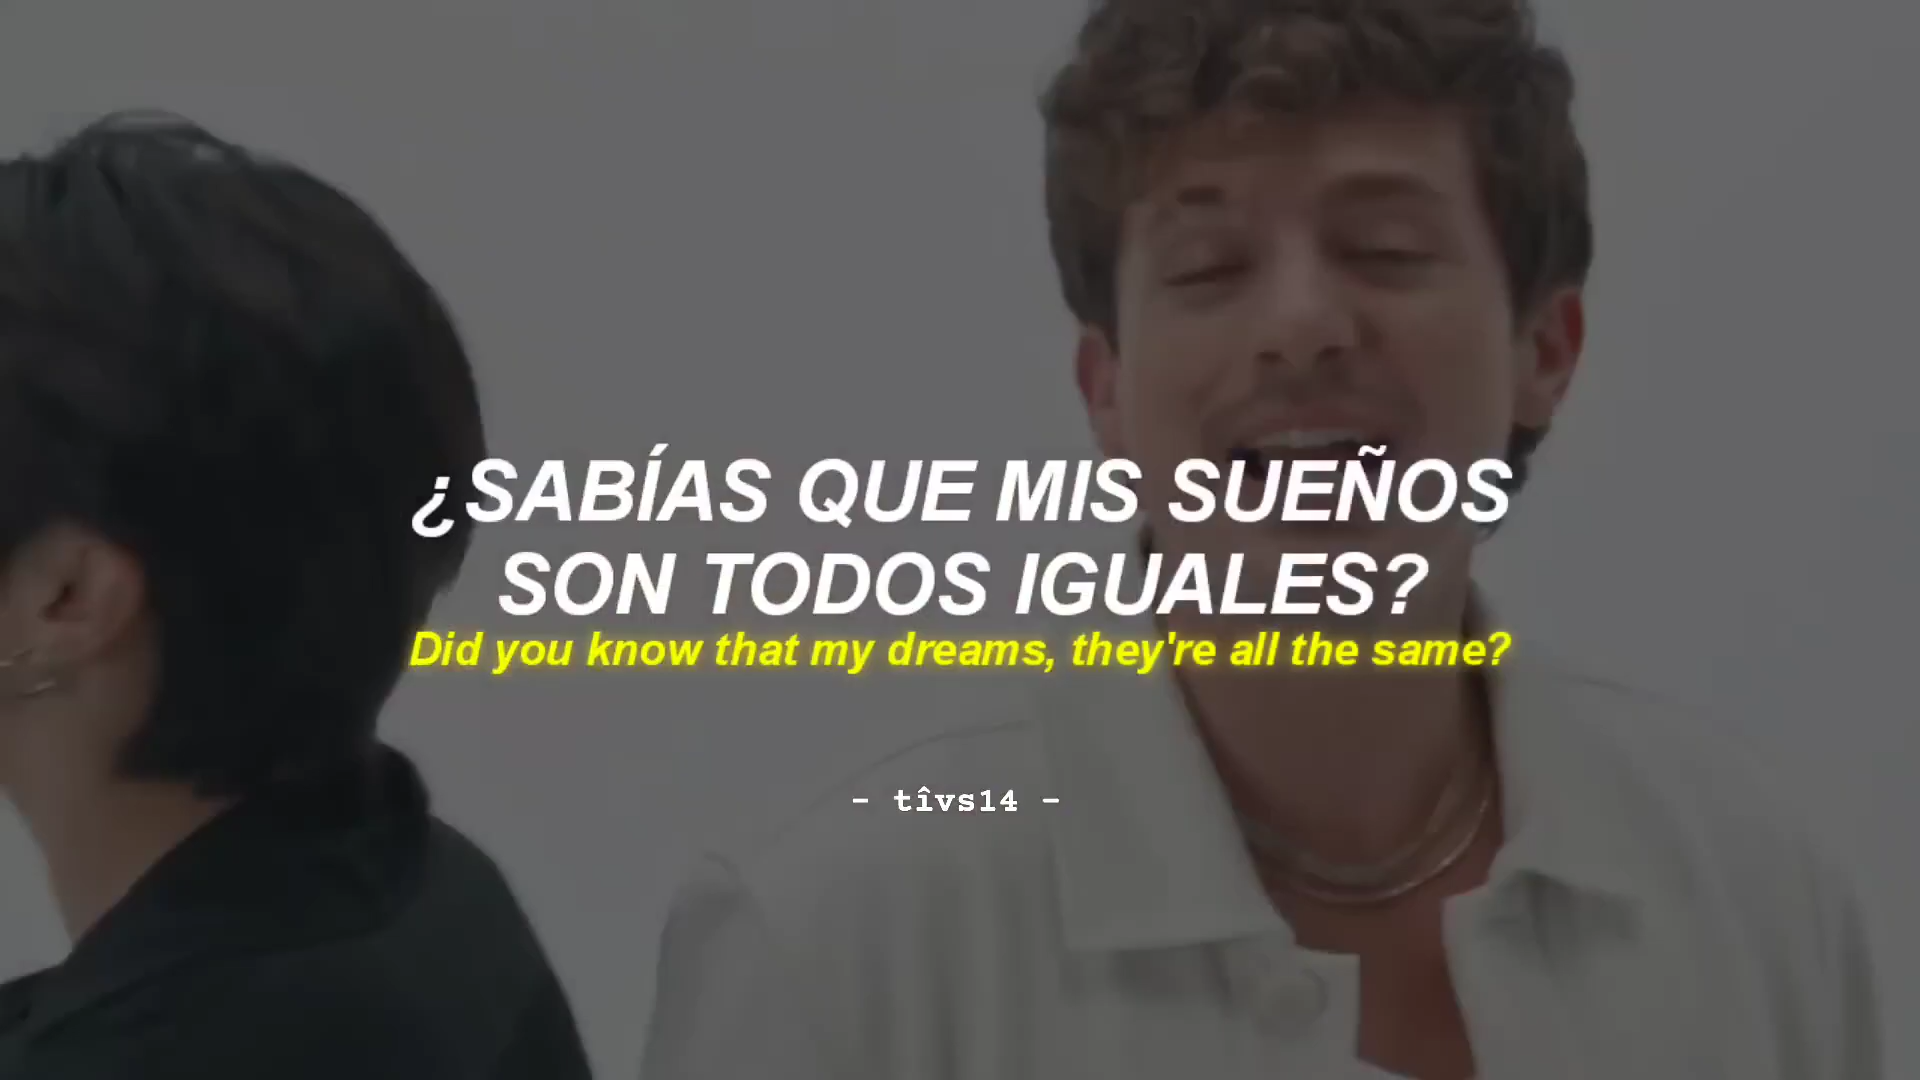 ¿SABÍAS QUE MIS SUEÑOS
SON TODOS IGUALES?
Did you know that my dreams, they're all the same?
- tîvs14 -